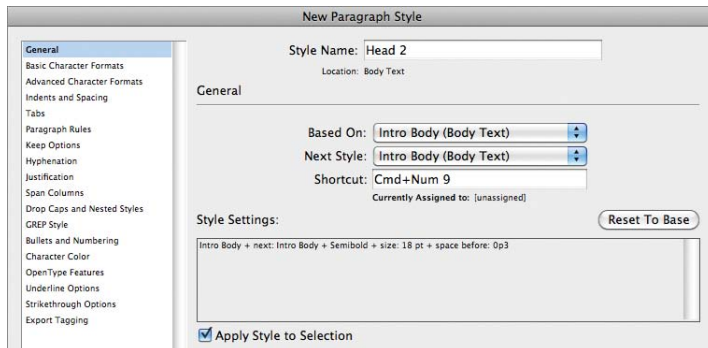 New Paragraph Style
General
Basic Character Formats
Advanced Character Formats
Indents and Spacing
Tabs
Paragraph Rules
Keep Options
Hyphenation
Justification
Span Columns
Drop Caps and Nested Styles
GREP Style
Bullets and Numbering
Character Color
OpenType Features
Underline Options
Strikethrough Options
Export Tagging
Style Name: Head 2
Location: Body Text
General
Based On: Intro Body (Body Text)
Next Style: Intro Body (Body Text)
Shortcut: Cmd+Num 9
Currently Assigned to: [unassigned]
Style Settings: Reset To Base
Intro Body + next: Intro Body + Semibold + size: 18 pt + space before: 0p3
Apply Style to Selection